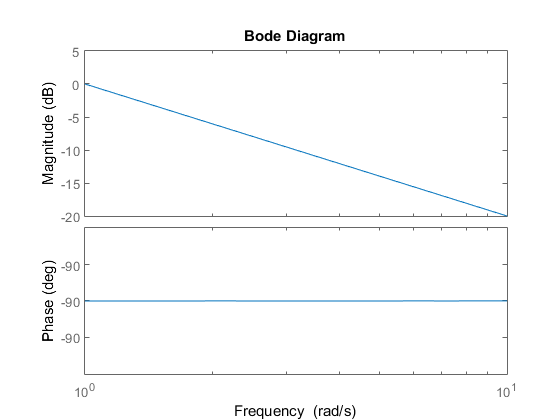 Bode Diagram
5
0
-5
-10
-15
-20
Magnitude (dB)
-90
-90
-90
Phase (deg)
10^0
10^1
Frequency (rad/s)